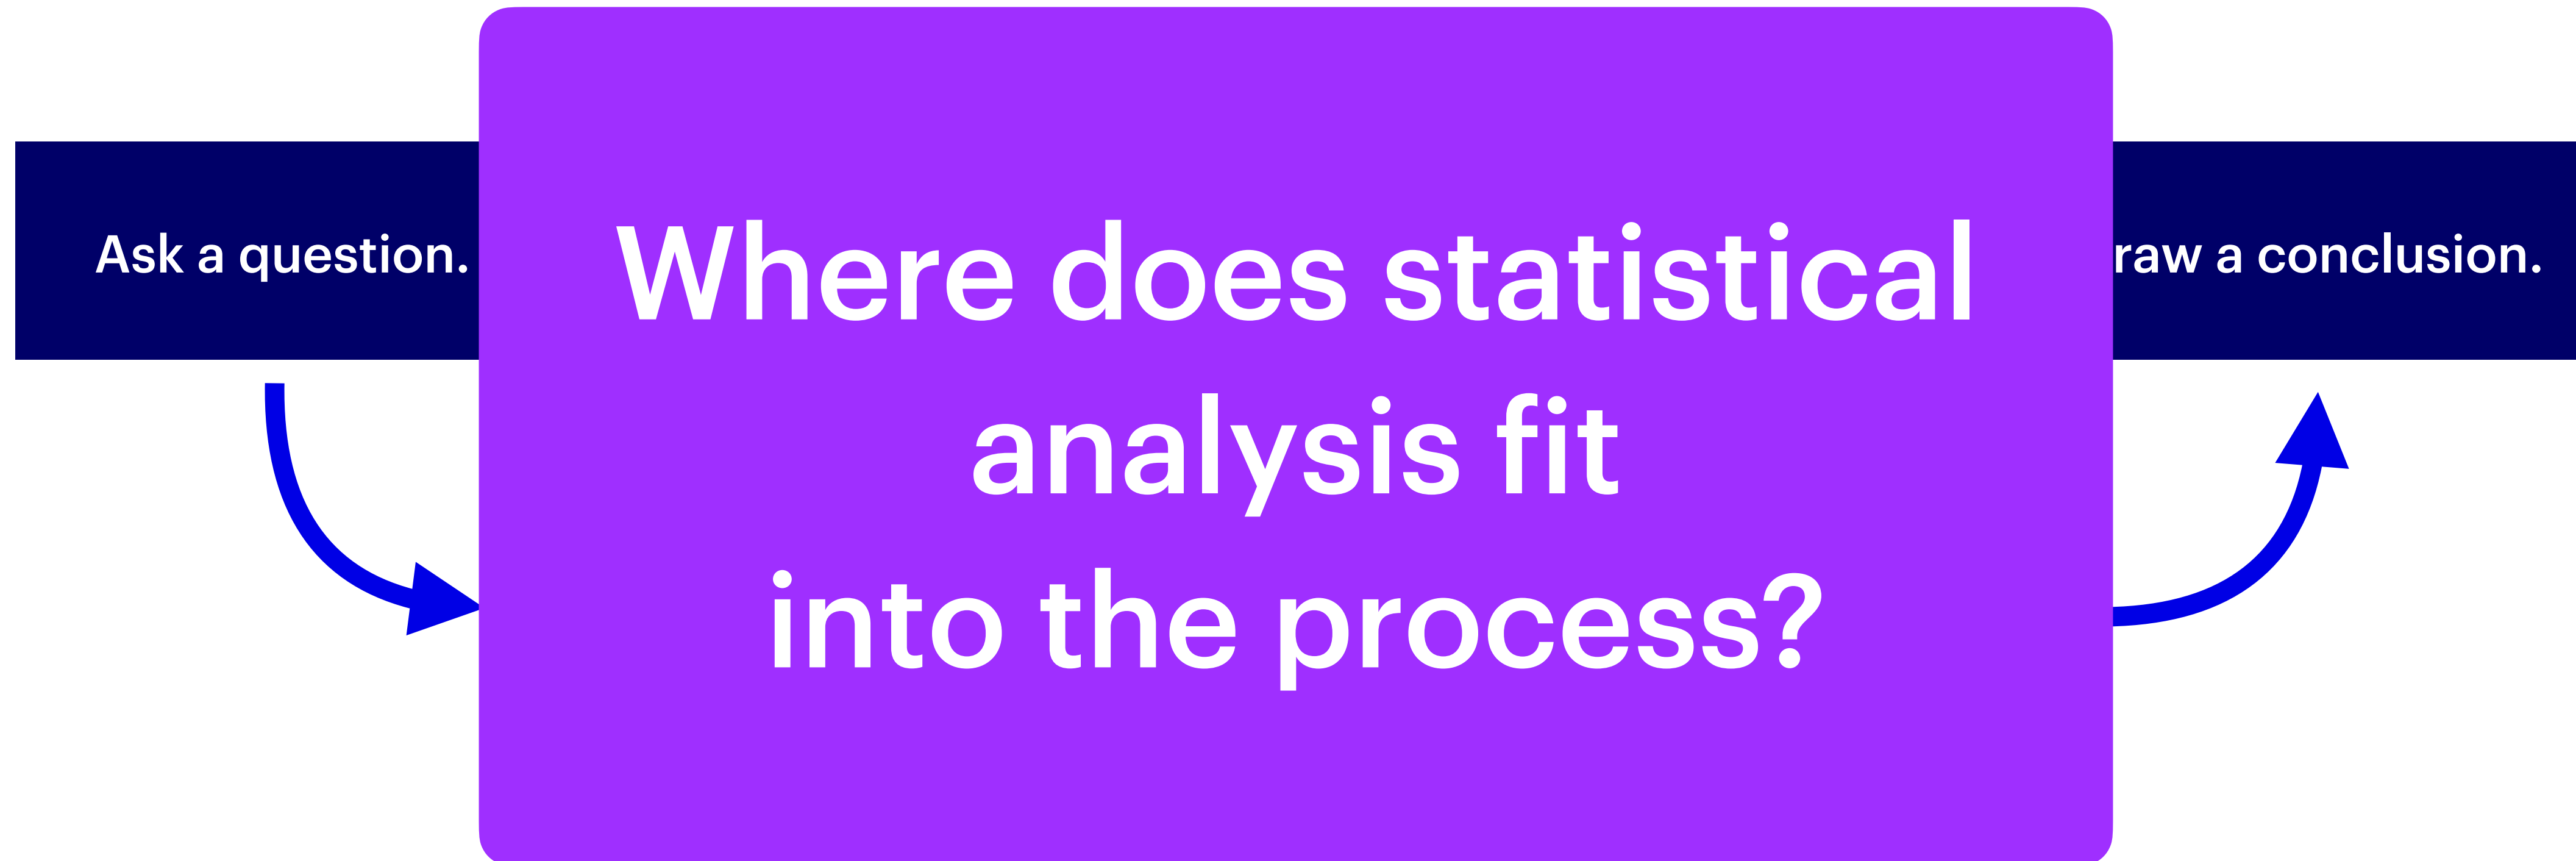 Ask a question.
Where does statistical
analysis fit
into the process?
raw a conclusion.